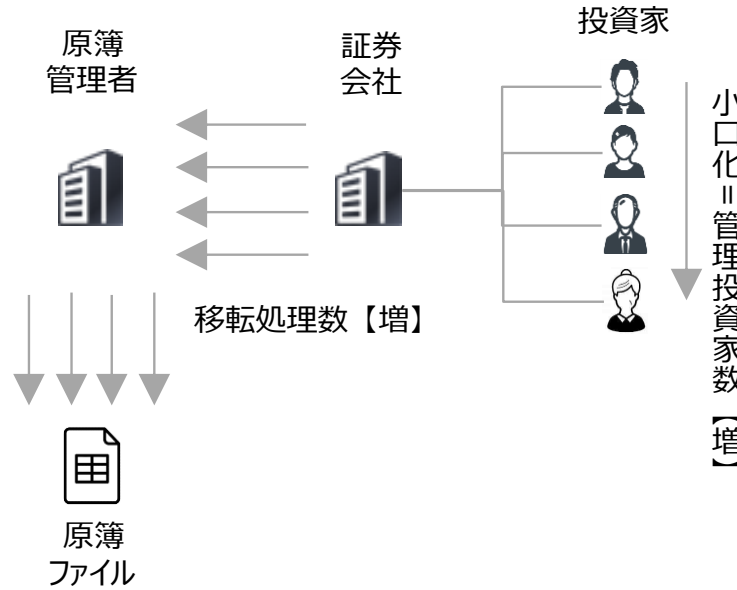 原簿
管理者
証券
会社
投資家
小口化＝管理投資家数【増】
移転処理数【増】
原簿
ファイル